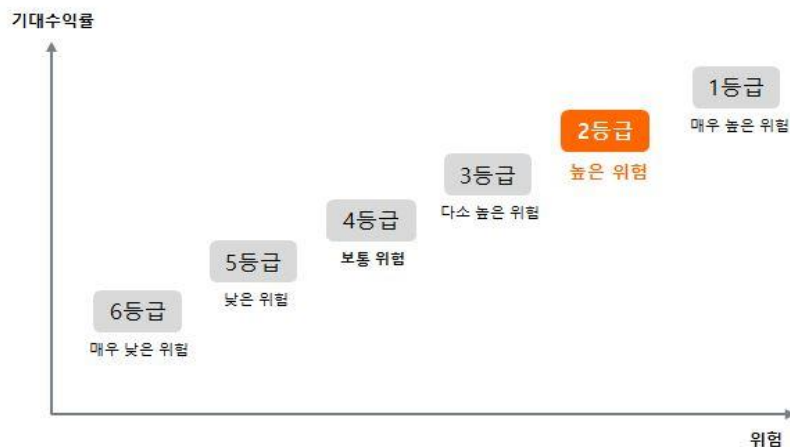 기대수익률
1등급
매우 높은 위험
2등급
높은 위험
3등급
다소 높은 위험
4등급
보통 위험
5등급
낮은 위험
6등급
매우 낮은 위험
위험